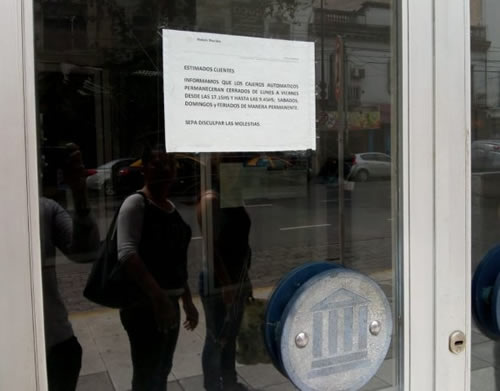 ESTIMADOS CLIENTES
INFORMAMOS QUE LOS CAJEROS AUTOMATICOS
PERMANECERAN CERRADOS DE LUNES A VIERNES
DESDE LAS 17.15HS Y HASTA LAS 9.45HS, SABADOS,
DOMINGOS y FERIADOS DE MANERA PERMANENTE.
SEPA DISCULPAR LAS MOLESTIAS.